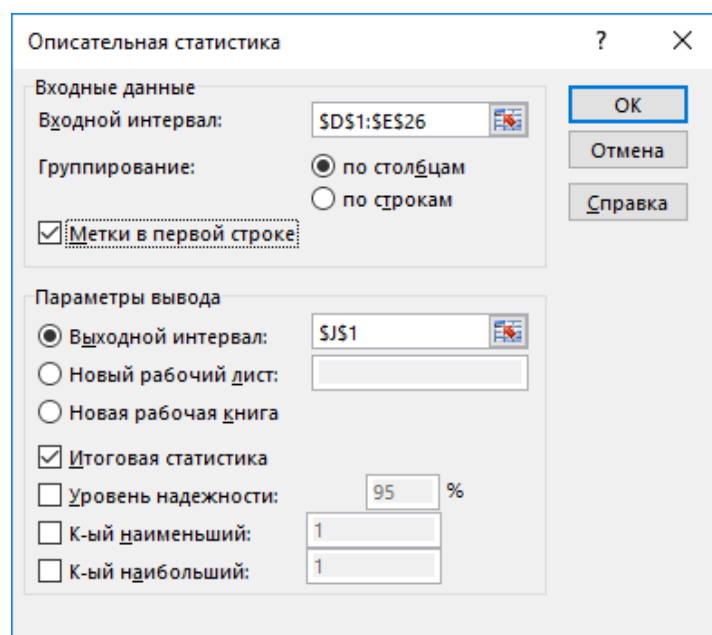 Описательная статистика ?
Входные данные
Входной интервал: $D$1:$E$26
Группирование: по столбцам
по строкам
Метки в первой строке
ОК
Отмена
Справка
Параметры вывода
Выходной интервал: $J$1
Новый рабочий лист:
Новая рабочая книга
Итоговая статистика
Уровень надежности: 95 %
К-ый наименьший: 1
К-ый наибольший: 1